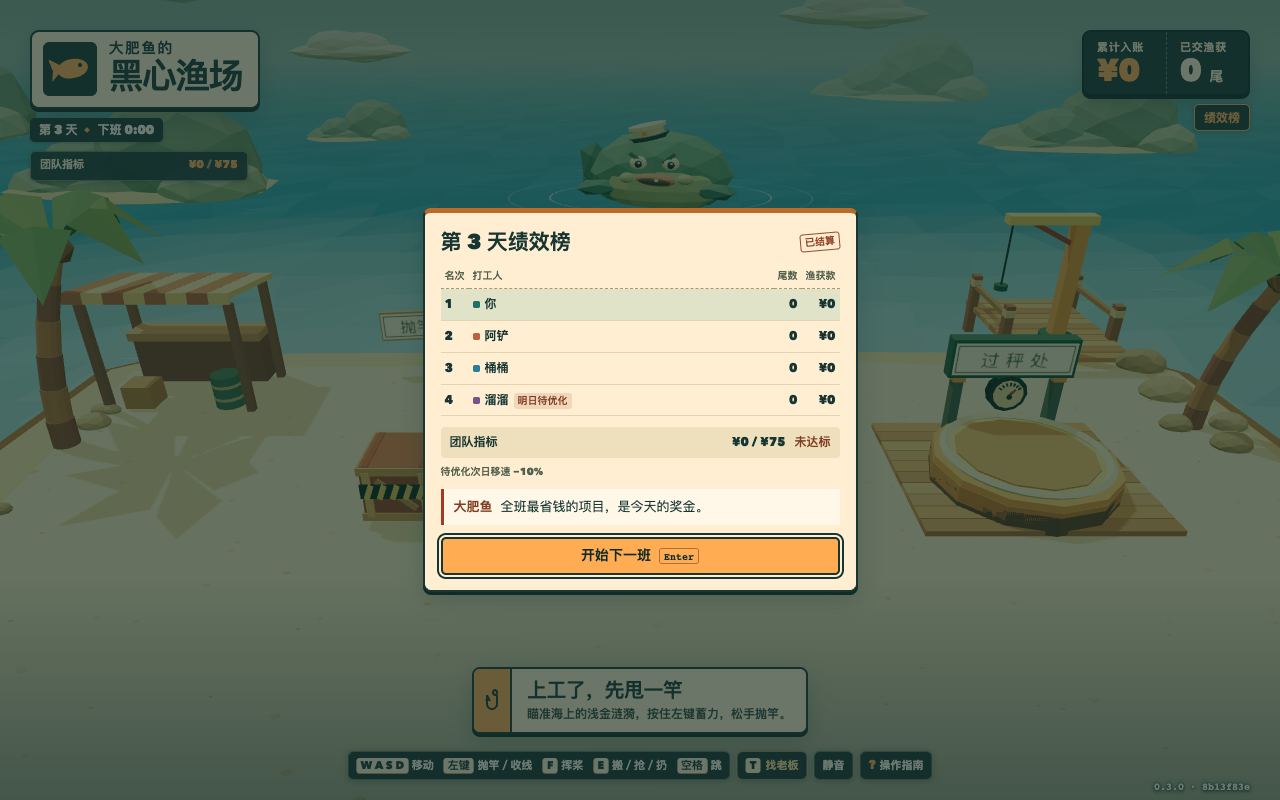 大肥鱼的
黑心渔场
第 3 天 • 下班 0:00
团队指标 ¥0 / ¥75
累计入账 已交渔获
¥0 0 尾
绩效榜
抛竿
过秤处
第 3 天绩效榜 已结算
名次 打工人 尾数 渔获款
1 你 0 ¥0
2 阿铲 0 ¥0
3 桶桶 0 ¥0
4 溜溜 明日待优化 0 ¥0
团队指标 ¥0 / ¥75 未达标
待优化次日移速 −10%
大肥鱼 全班最省钱的项目，是今天的奖金。
开始下一班 Enter
上工了，先甩一竿
瞄准海上的浅金涟漪，按住左键蓄力，松手抛竿。
WASD 移动 左键 抛竿 / 收线 F 挥桨 E 搬 / 抢 / 扔 空格 跳 T 找老板 静音 ? 操作指南
0.3.0 · 8b13f83e